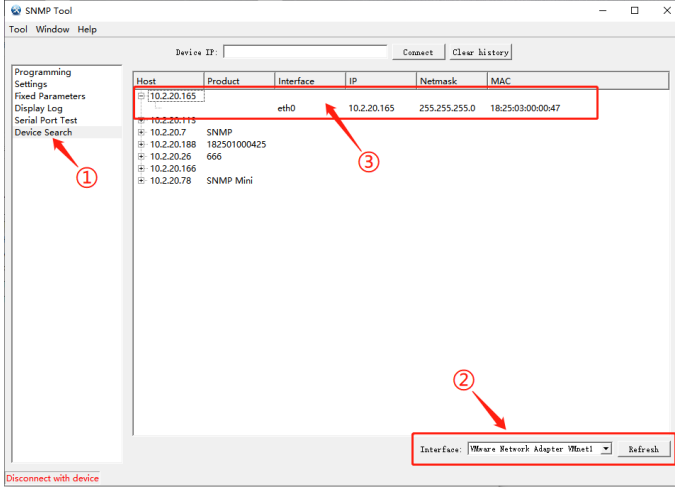 SNMP Tool
Tool Window Help
Device IP: Connect Clear history
Programming
Settings
Fixed Parameters
Display Log
Serial Port Test
Device Search
①
Host Product Interface IP Netmask MAC
10.2.20.165
eth0 10.2.20.165 255.255.255.0 18:25:03:00:00:47
10.2.20.113
10.2.20.7 SNMP
10.2.20.188 182501000425
10.2.20.26 666
10.2.20.166
10.2.20.78 SNMP Mini
③
②
Interface: VMware Network Adapter VMnet1 Refresh
Disconnect with device